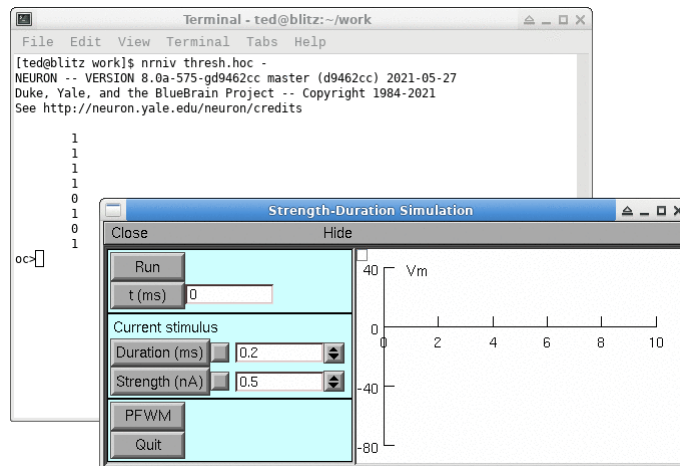 Terminal - ted@blitz:~/work
File Edit View Terminal Tabs Help
[ted@blitz work]$ nrniv thresh.hoc -
NEURON -- VERSION 8.0a-575-gd9462cc master (d9462cc) 2021-05-27
Duke, Yale, and the BlueBrain Project -- Copyright 1984-2021
See http://neuron.yale.edu/neuron/credits
1
1
1
1
0
1
0
1
oc>
Strength-Duration Simulation
Close Hide
Run
t (ms) 0
Current stimulus
Duration (ms) 0.2
Strength (nA) 0.5
PFWM
Quit
40 Vm
0
0 2 4 6 8 10
-40
-80